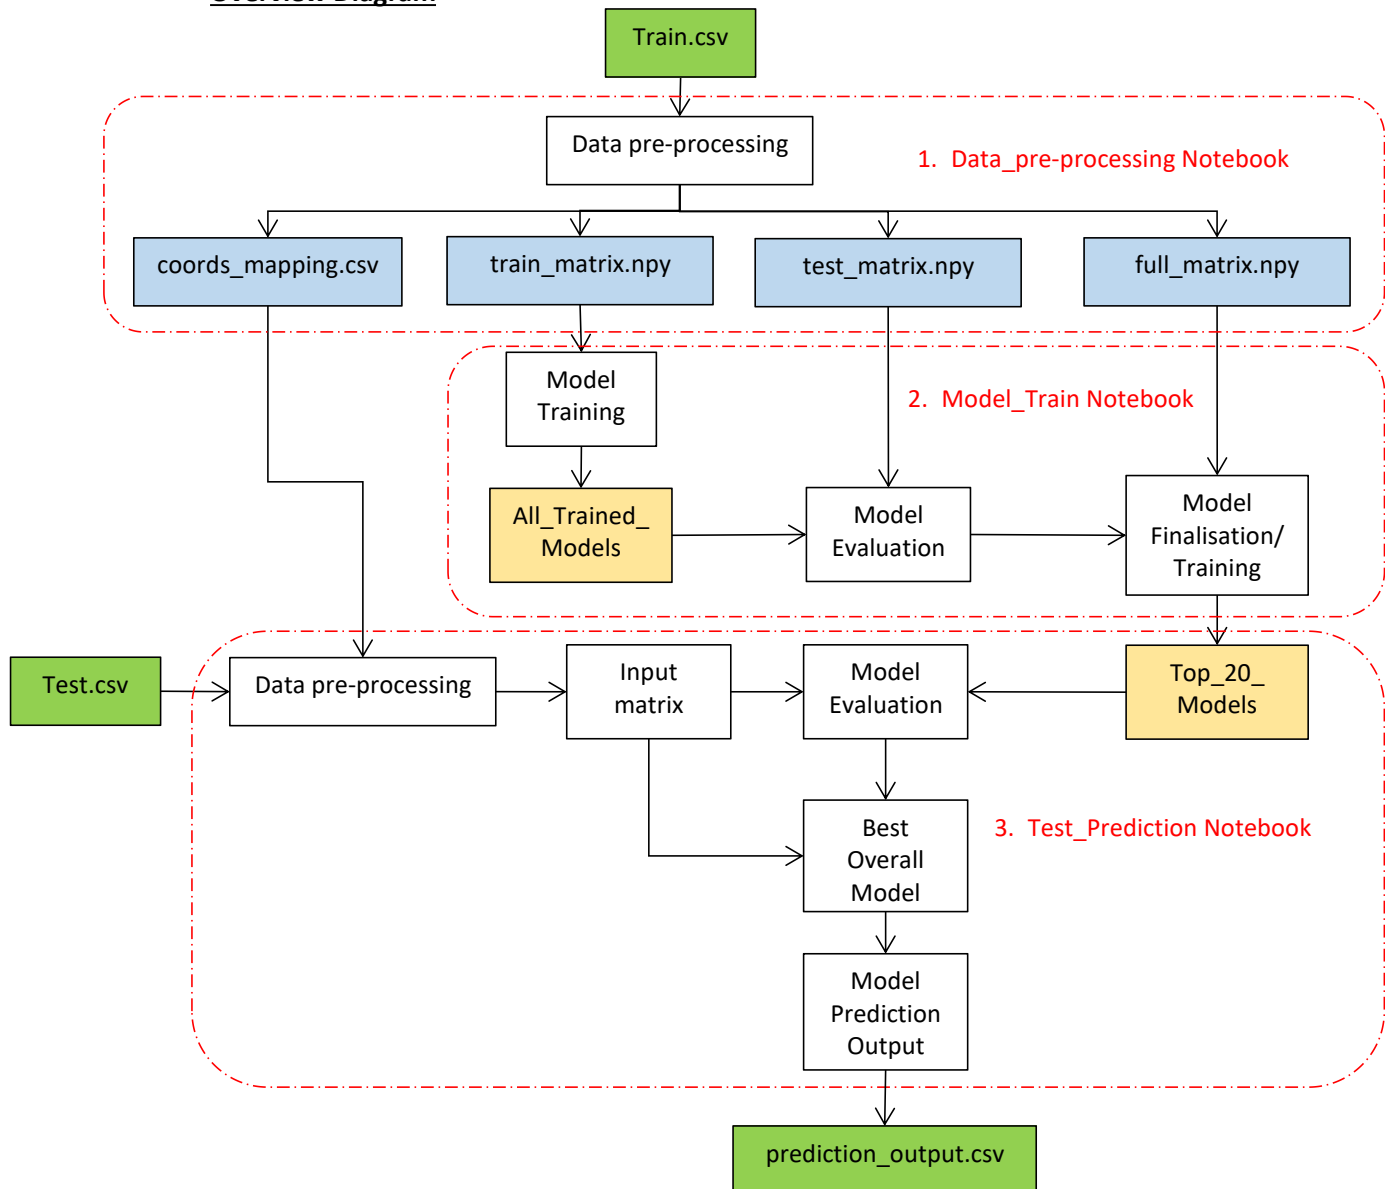 Overview Diagram
Train.csv
Data pre-processing
1. Data_pre-processing Notebook
coords_mapping.csv
train_matrix.npy
test_matrix.npy
full_matrix.npy
Model
Training
2. Model_Train Notebook
All_Trained_
Models
Model
Evaluation
Model
Finalisation/
Training
Test.csv
Data pre-processing
Input
matrix
Model
Evaluation
Top_20_
Models
Best
Overall
Model
3. Test_Prediction Notebook
Model
Prediction
Output
prediction_output.csv